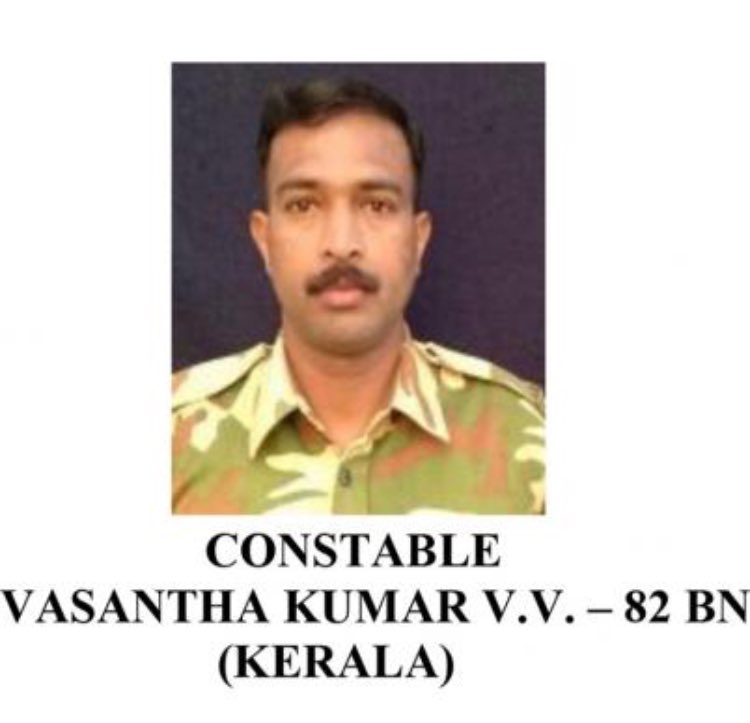 CONSTABLE
VASANTHA KUMAR V.V. – 82 BN
(KERALA)